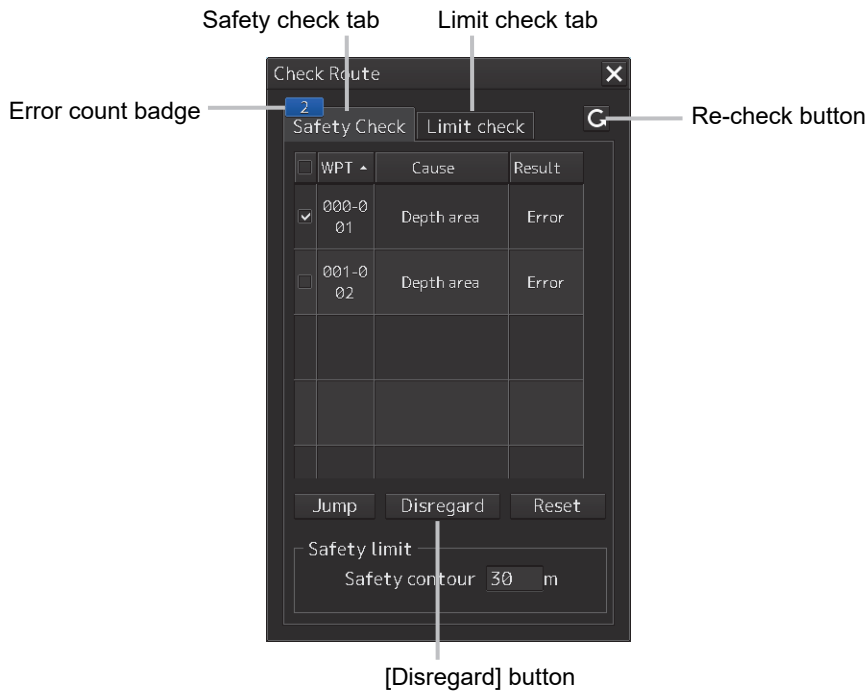 Safety check tab
Limit check tab
Check Route
Error count badge
2
Safety Check
Limit check
Re-check button
WPT
Cause
Result
000-0
01
Depth area
Error
001-0
02
Depth area
Error
Jump
Disregard
Reset
Safety limit
Safety contour 30 m
[Disregard] button